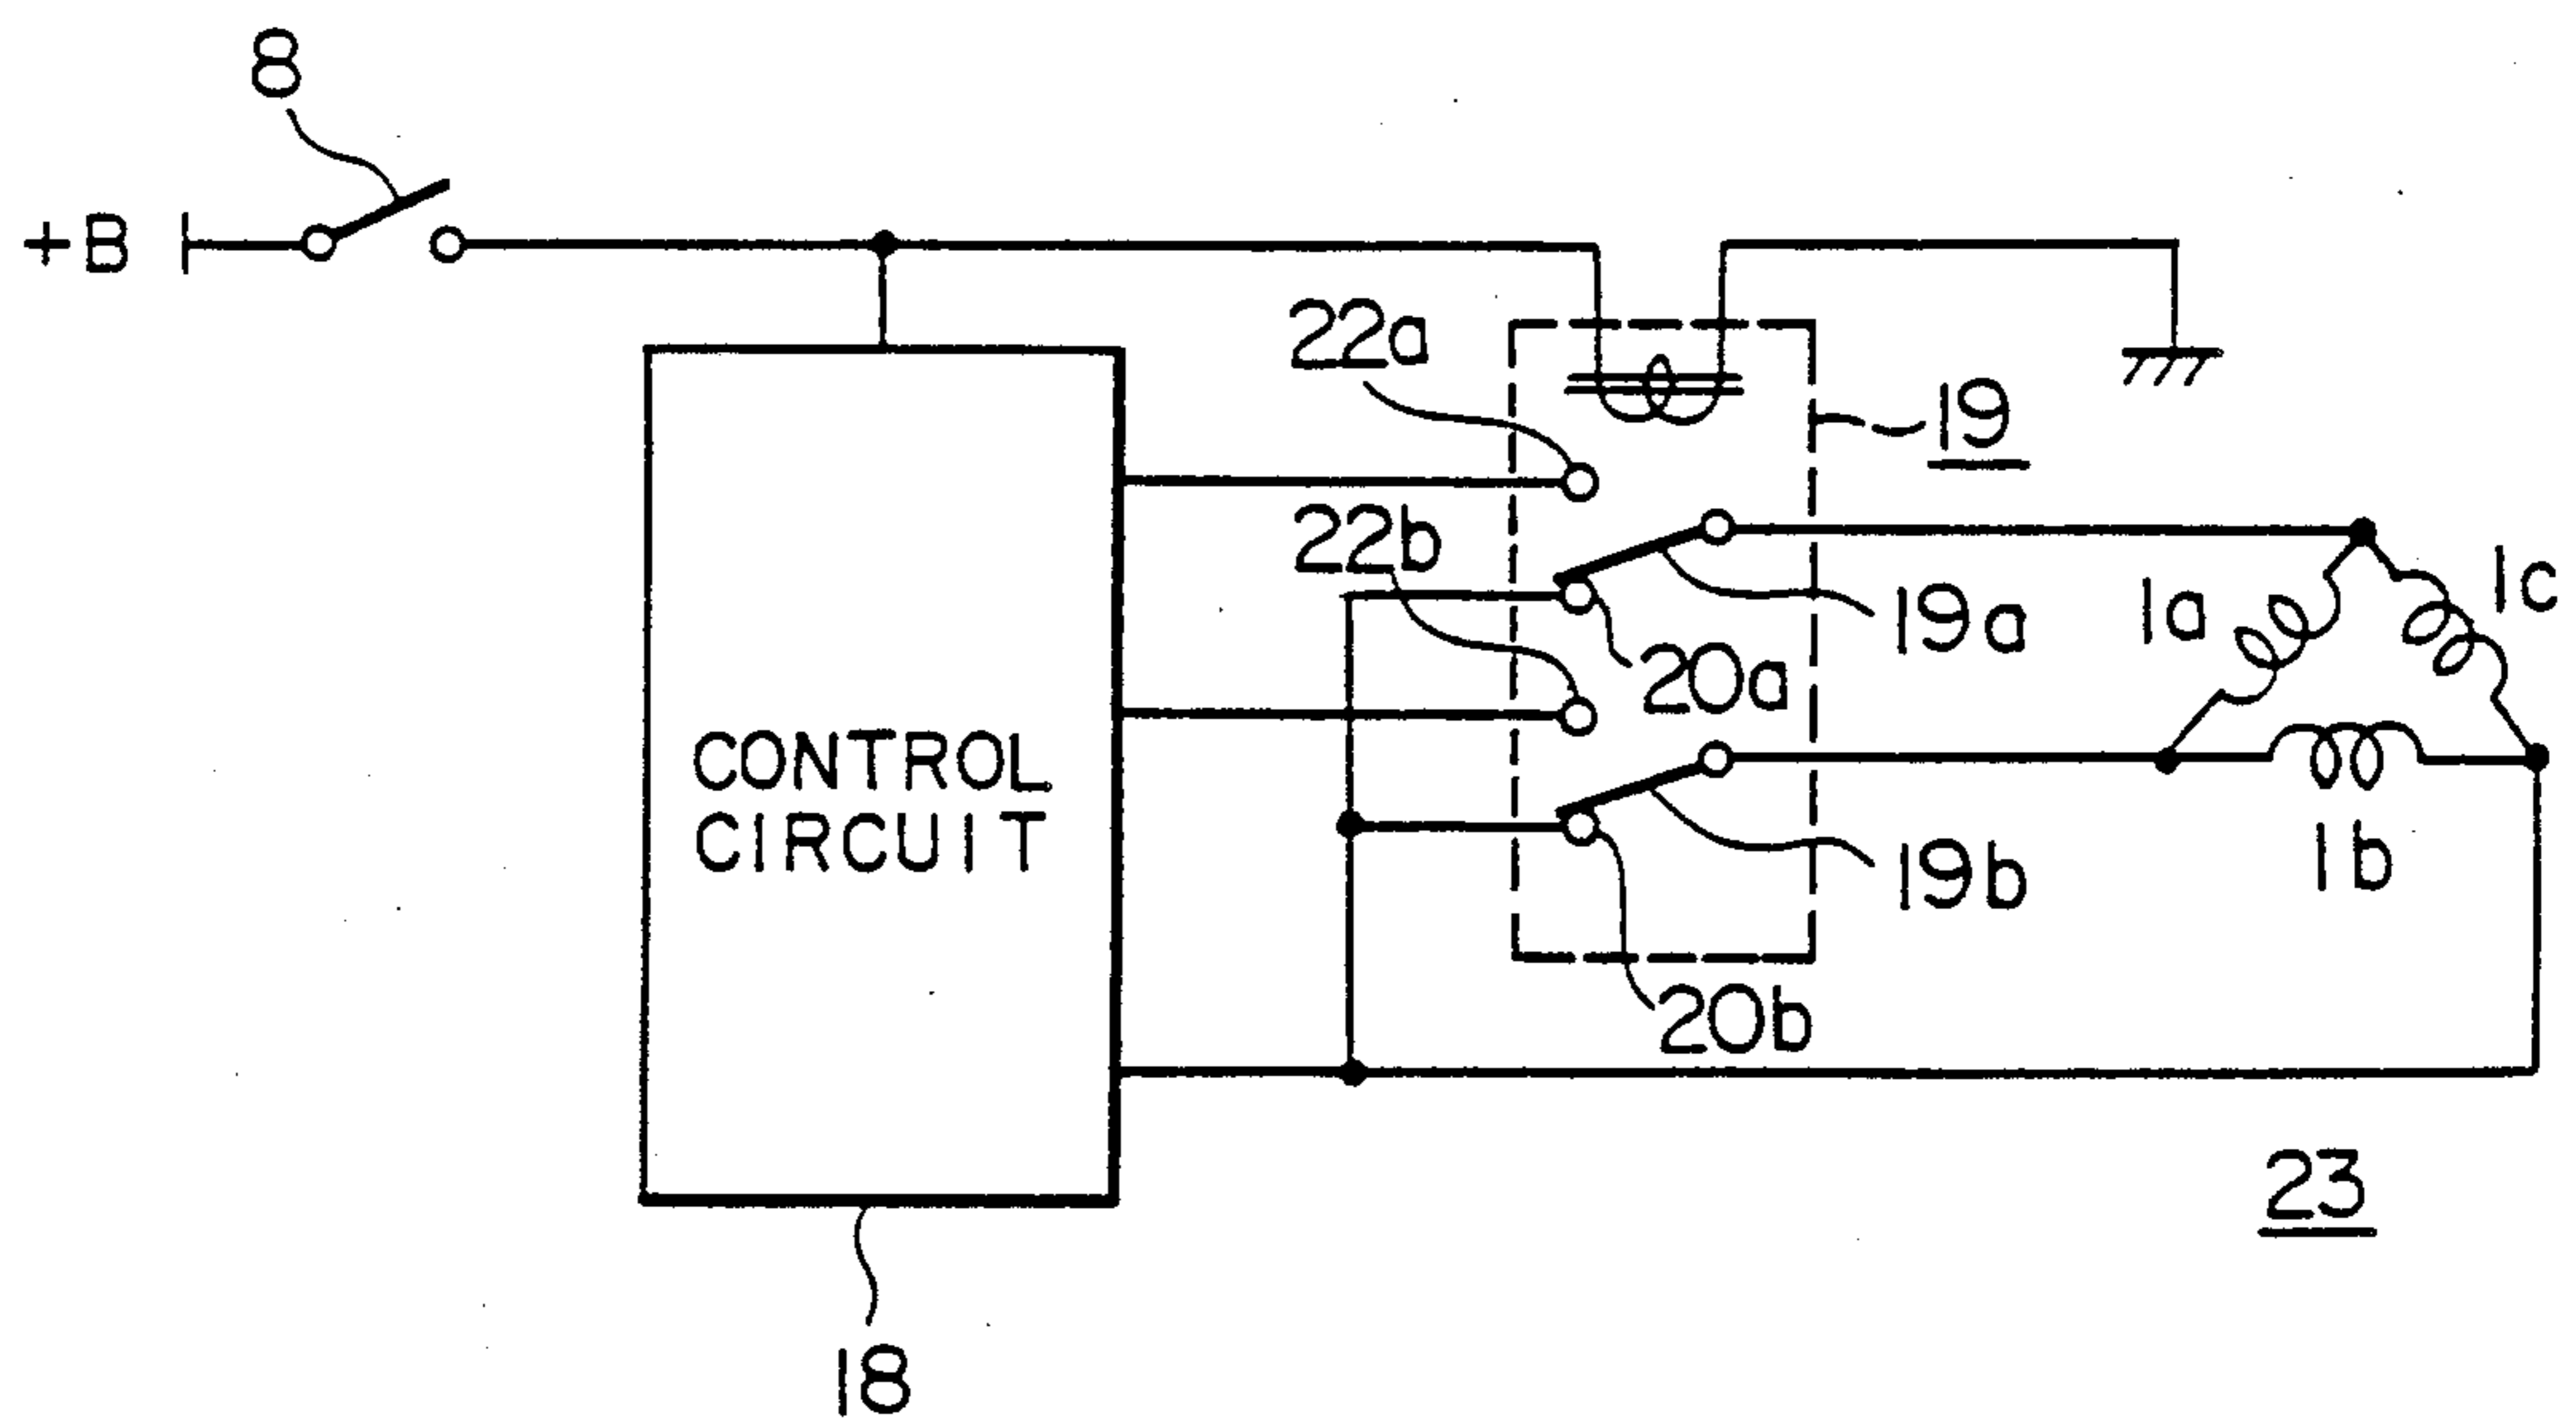 8
+B
22a
19
22b
1c
1a
19a
20a
CONTROL
CIRCUIT
1b
19b
20b
23
18